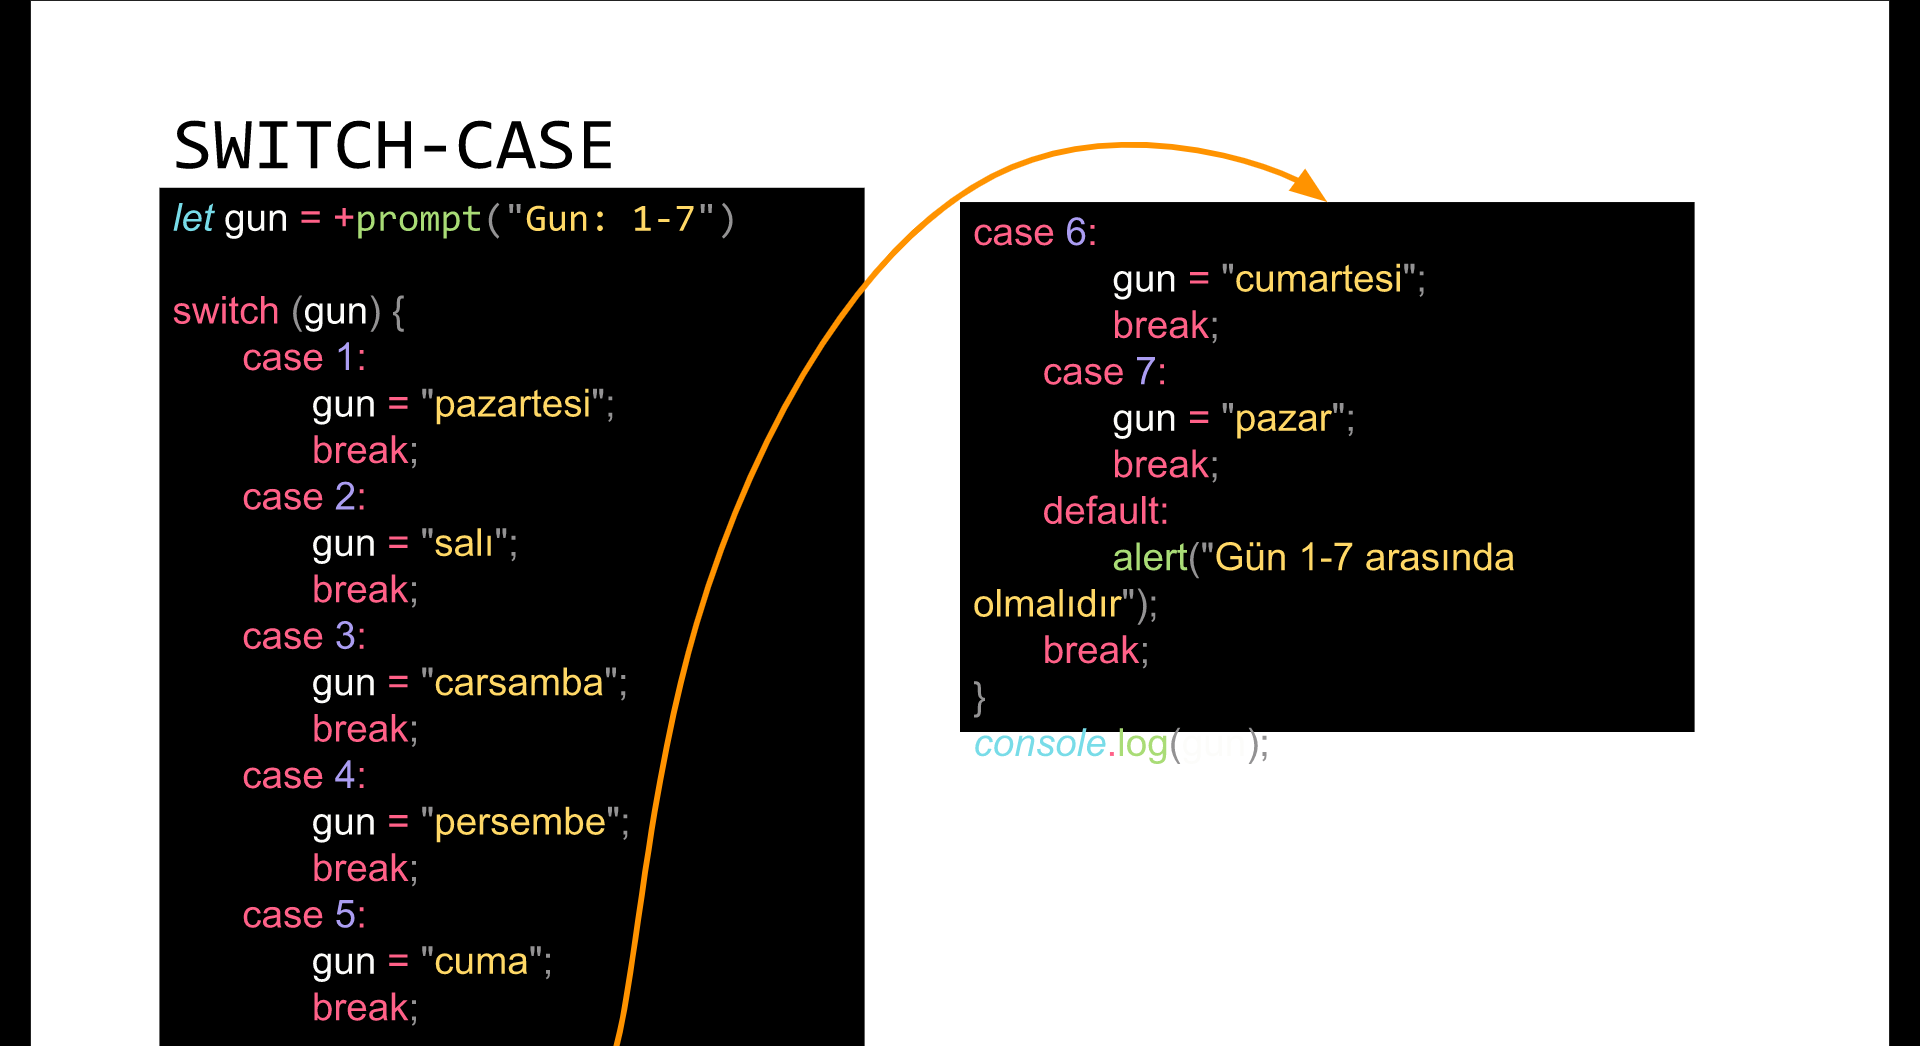 SWITCH-CASE
let gun = +prompt("Gun: 1-7")
switch (gun) {
case 1:
gun = "pazartesi";
break;
case 2:
gun = "salı";
break;
case 3:
gun = "carsamba";
break;
case 4:
gun = "persembe";
break;
case 5:
gun = "cuma";
break;
case 6:
gun = "cumartesi";
break;
case 7:
gun = "pazar";
break;
default:
alert("Gün 1-7 arasında
olmalıdır");
break;
}
console.log(gun);